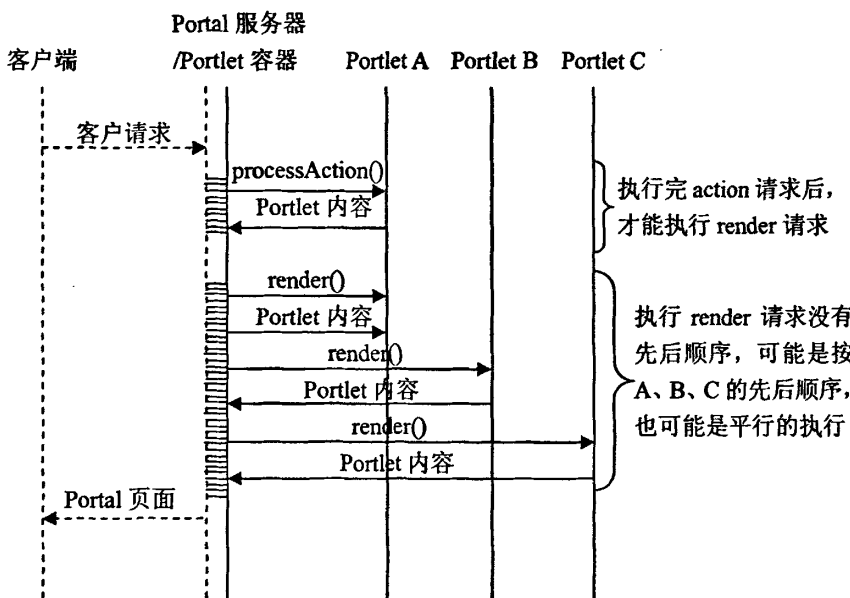 Portal 服务器
客户端 /Portlet 容器 Portlet A Portlet B Portlet C
客户请求
processAction()
Portlet 内容
执行完 action 请求后，
才能执行 render 请求
render()
Portlet 内容
render()
Portlet 内容
render()
Portlet 内容
执行 render 请求没有
先后顺序，可能是按
A、B、C 的先后顺序，
也可能是平行的执行
Portal 页面